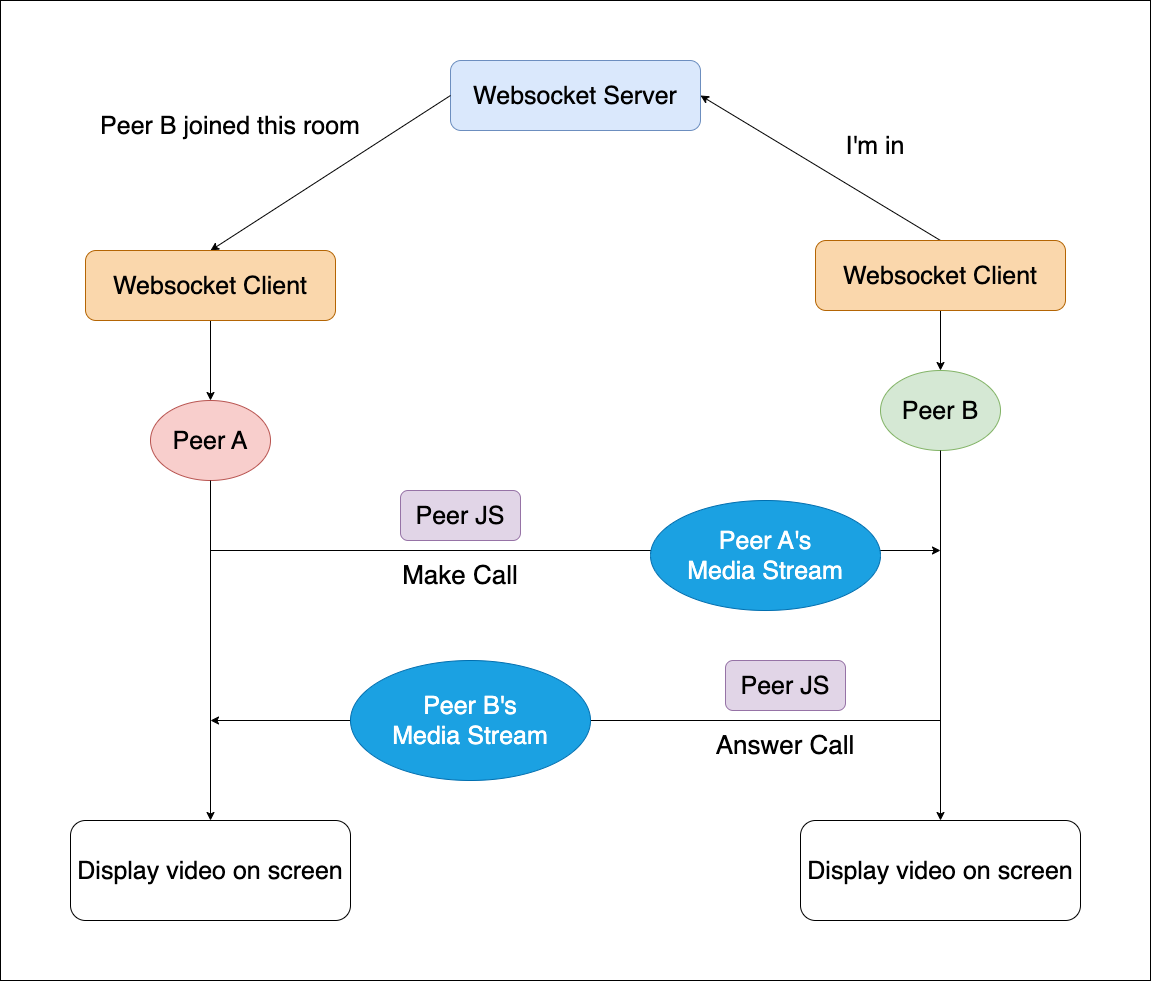 Websocket Server
Peer B joined this room
I'm in
Websocket Client
Websocket Client
Peer A
Peer B
Peer JS
Make Call
Peer A's
Media Stream
Peer B's
Media Stream
Peer JS
Answer Call
Display video on screen
Display video on screen